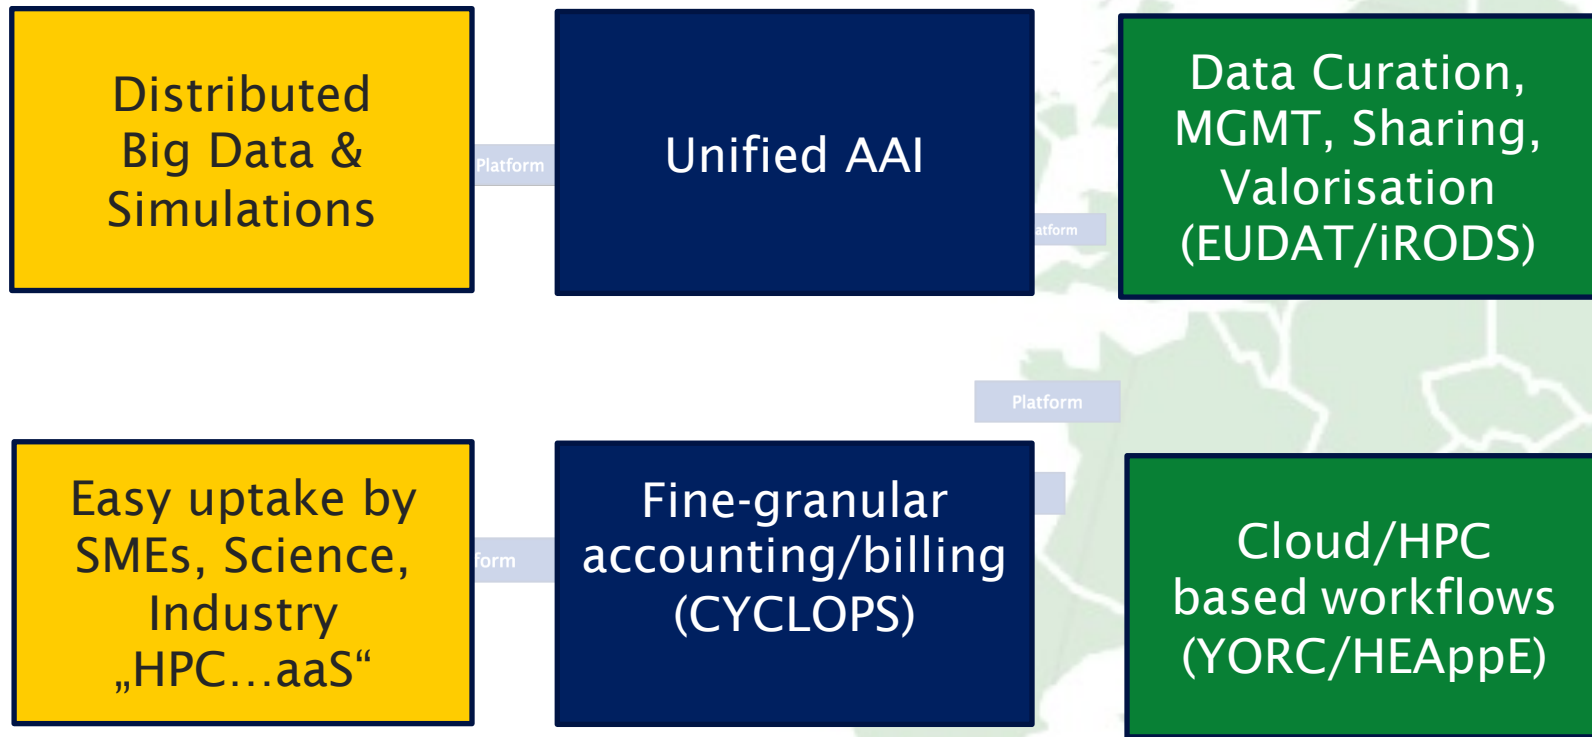 Distributed
Big Data &
Simulations
Platform
Unified AAI
atform
Data Curation,
MGMT, Sharing,
Valorisation
(EUDAT/iRODS)
Platform
Easy uptake by
SMEs, Science,
Industry
„HPC...aaS“
form
Fine-granular
accounting/billing
(CYCLOPS)
Cloud/HPC
based workflows
(YORC/HEAppE)